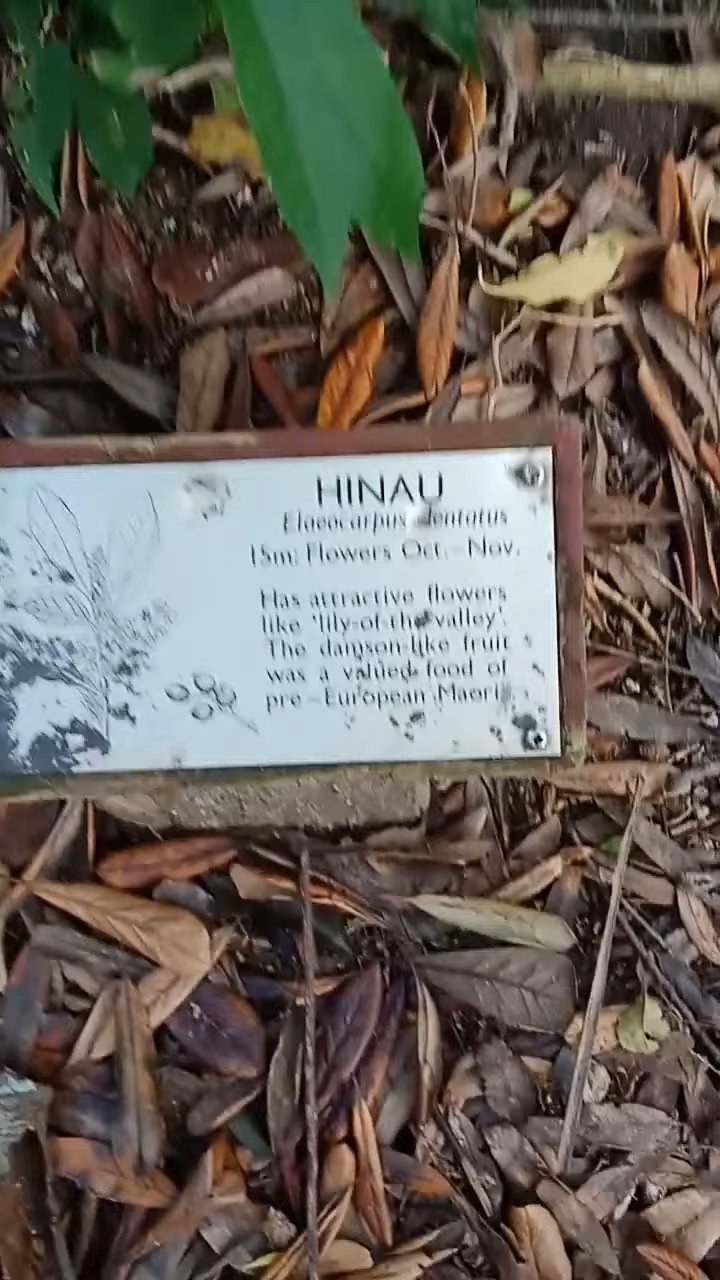 HINAU
Elaeocarpus dentatus
15m: Flowers Oct.-Nov.
Has attractive flowers
like 'lily-of-the-valley'.
The damson-like fruit
was a valued food of
pre-European Maori